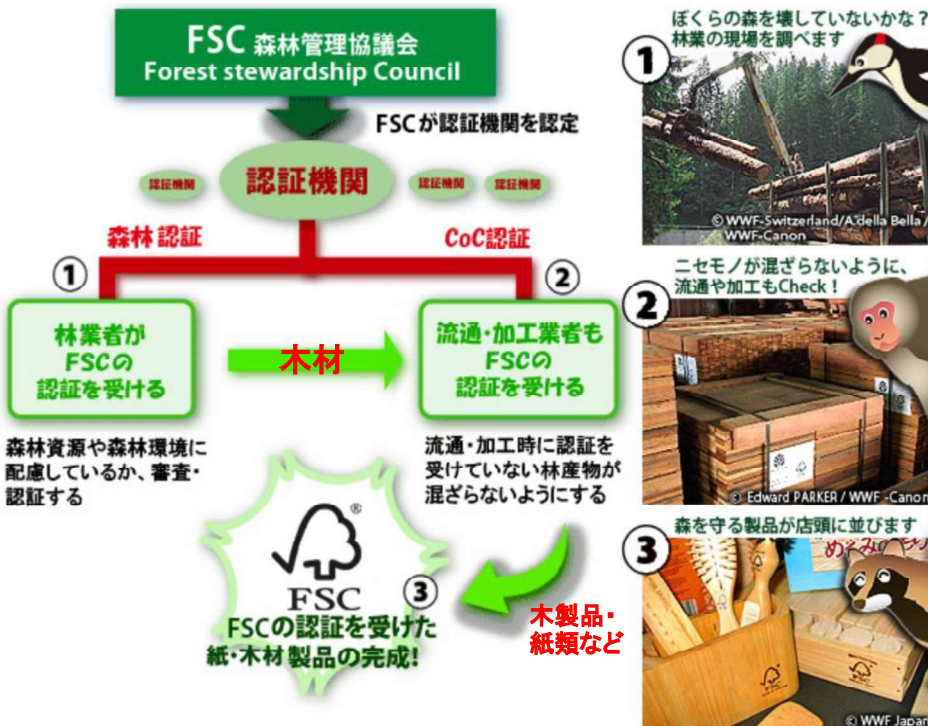 FSC 森林管理協議会
Forest stewardship Council
FSCが認証機関を認定
認証機関
認証機関
認証機関
認証機関
森林認証
CoC認証
①
②
林業者が
FSCの
認証を受ける
木材
流通・加工業者も
FSCの
認証を受ける
森林資源や森林環境に
配慮しているか、審査・
認証する
流通・加工時に認証を
受けていない林産物が
混ざらないようにする
®
FSC
③
FSCの認証を受けた
紙・木材製品の完成!
木製品・
紙類など
ぼくらの森を壊していないかな?
林業の現場を調べます
①
© WWF-Switzerland/A.della Bella /
WWF-Canon
ニセモノが混ざらないように、
流通や加工もCheck!
②
© Edward PARKER / WWF -Canon
森を守る製品が店頭に並びます
③
FSC
FSC
© WWF Japan